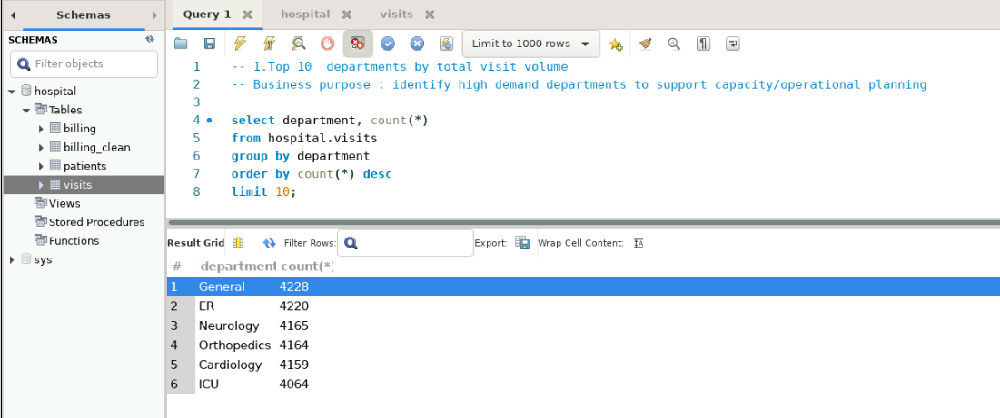 Schemas
Query 1
hospital
visits
SCHEMAS
Filter objects
hospital
Tables
billing
billing_clean
patients
visits
Views
Stored Procedures
Functions
sys
Limit to 1000 rows
1 -- 1.Top 10  departments by total visit volume
2 -- Business purpose : identify high demand departments to support capacity/operational planning
3
4 select department, count(*)
5 from hospital.visits
6 group by department
7 order by count(*) desc
8 limit 10;
Result Grid Filter Rows: Export: Wrap Cell Content:
# department count(*)
1 General 4228
2 ER 4220
3 Neurology 4165
4 Orthopedics 4164
5 Cardiology 4159
6 ICU 4064